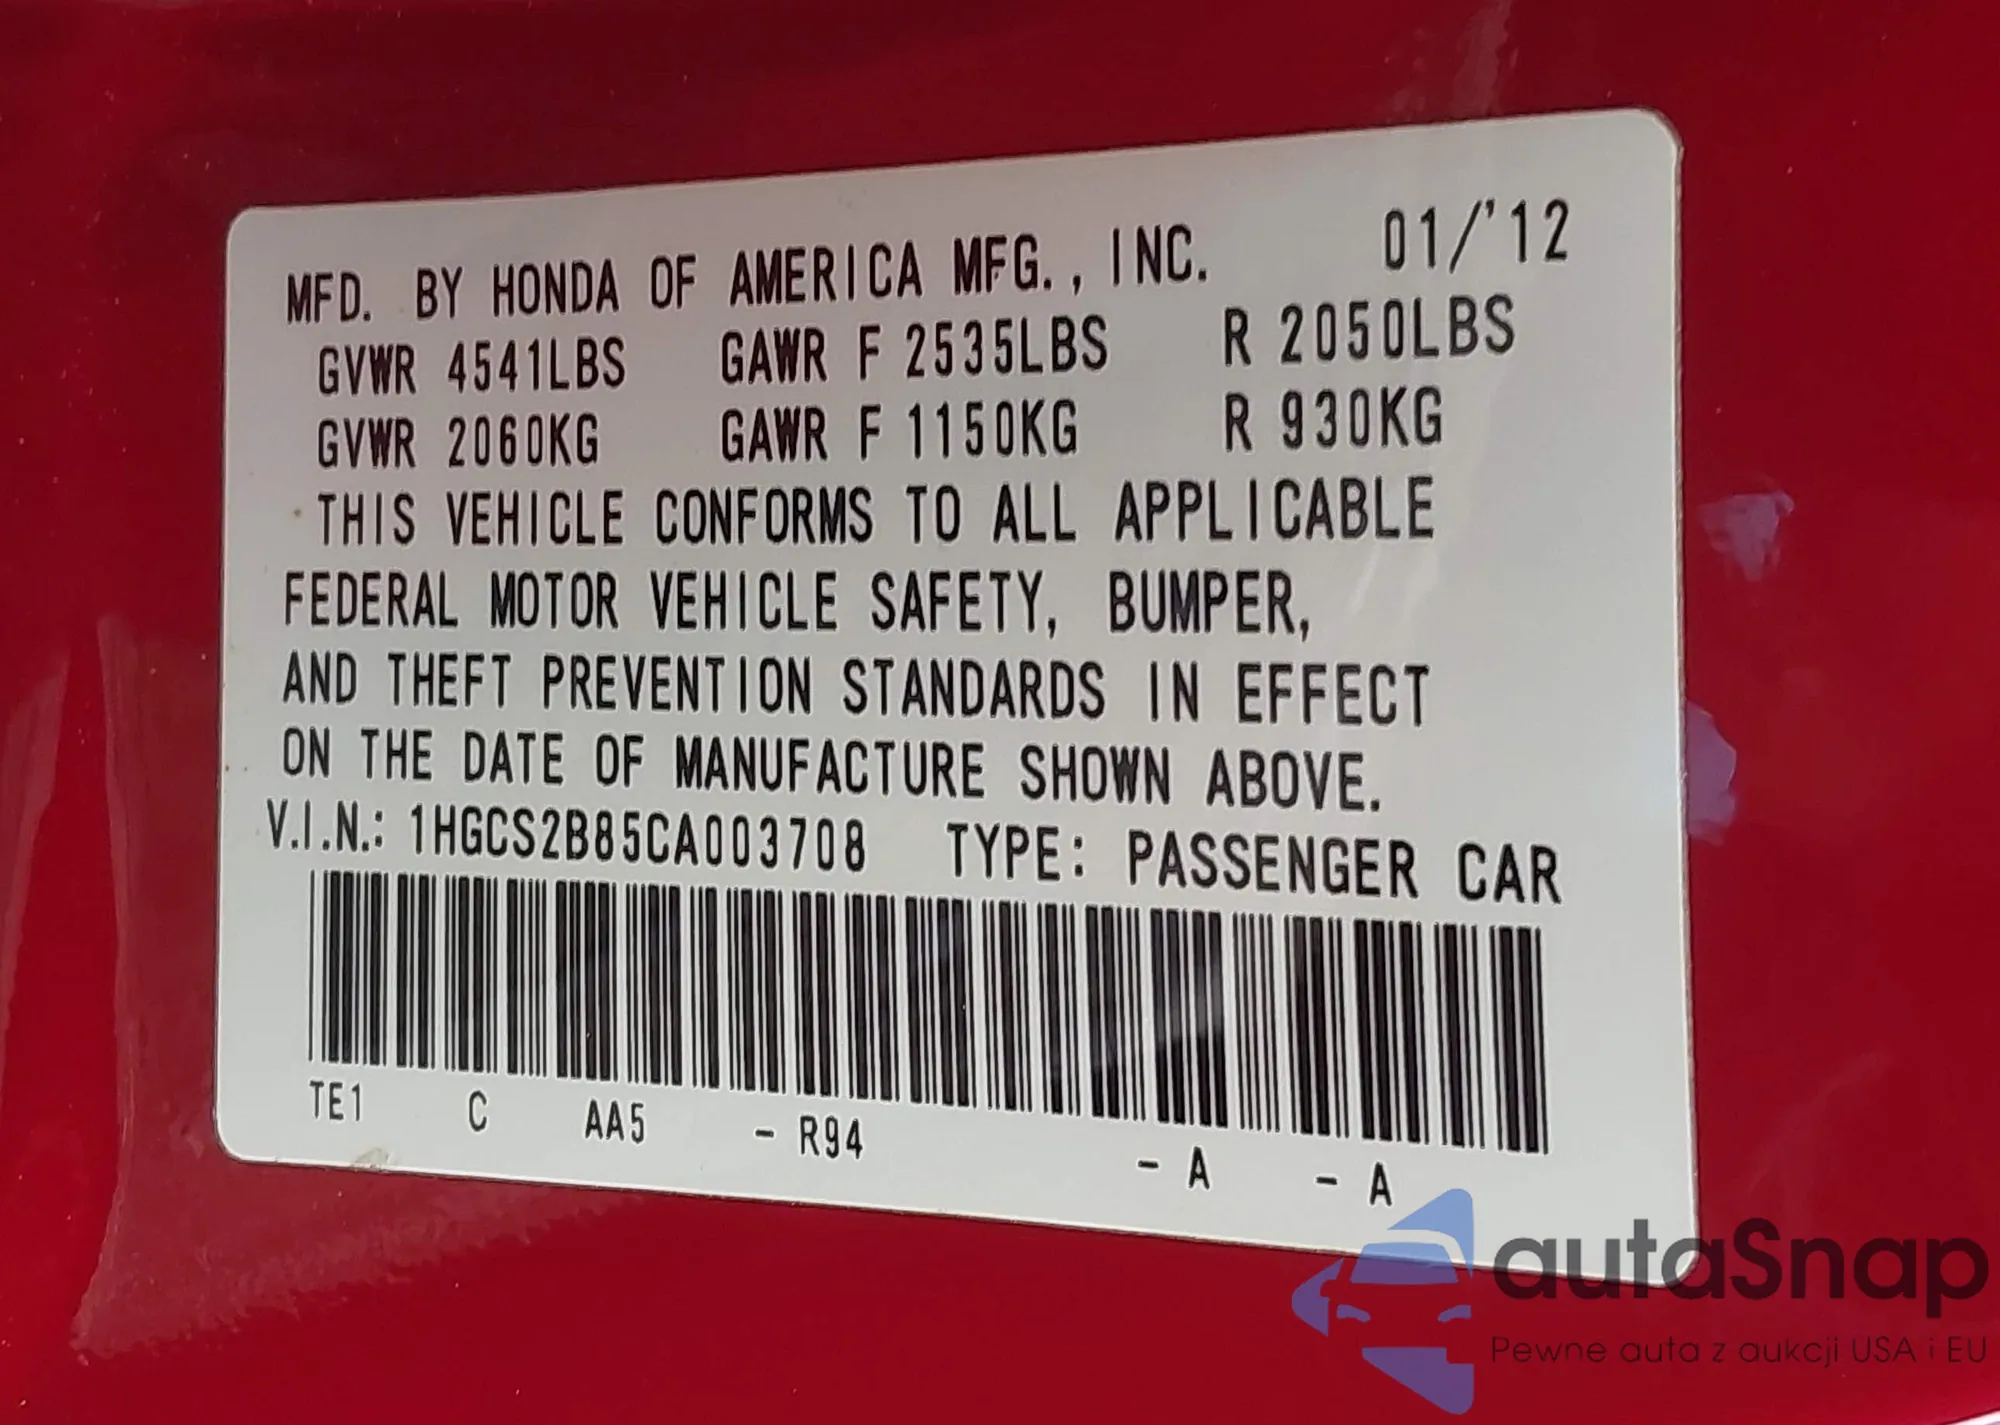 MFD. BY HONDA OF AMERICA MFG., INC. 01/'12
GVWR 4541LBS GAWR F 2535LBS R 2050LBS
GVWR 2060KG GAWR F 1150KG R 930KG
THIS VEHICLE CONFORMS TO ALL APPLICABLE
FEDERAL MOTOR VEHICLE SAFETY, BUMPER,
AND THEFT PREVENTION STANDARDS IN EFFECT
ON THE DATE OF MANUFACTURE SHOWN ABOVE.
V.I.N.: 1HGCS2B85CA003708 TYPE: PASSENGER CAR
TE1 C AA5 - R94 - A - A
autaSnap
Pewne auta z aukcji USA i EU